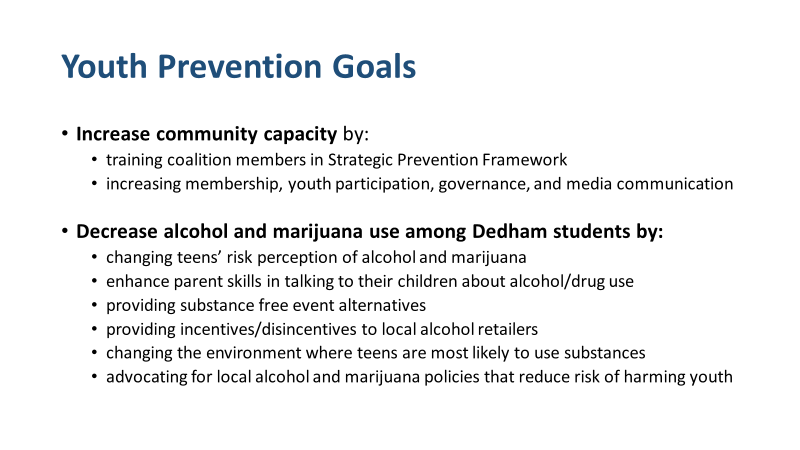 Youth Prevention Goals
• Increase community capacity by:
• training coalition members in Strategic Prevention Framework
• increasing membership, youth participation, governance, and media communication
• Decrease alcohol and marijuana use among Dedham students by:
• changing teens’ risk perception of alcohol and marijuana
• enhance parent skills in talking to their children about alcohol/drug use
• providing substance free event alternatives
• providing incentives/disincentives to local alcohol retailers
• changing the environment where teens are most likely to use substances
• advocating for local alcohol and marijuana policies that reduce risk of harming youth